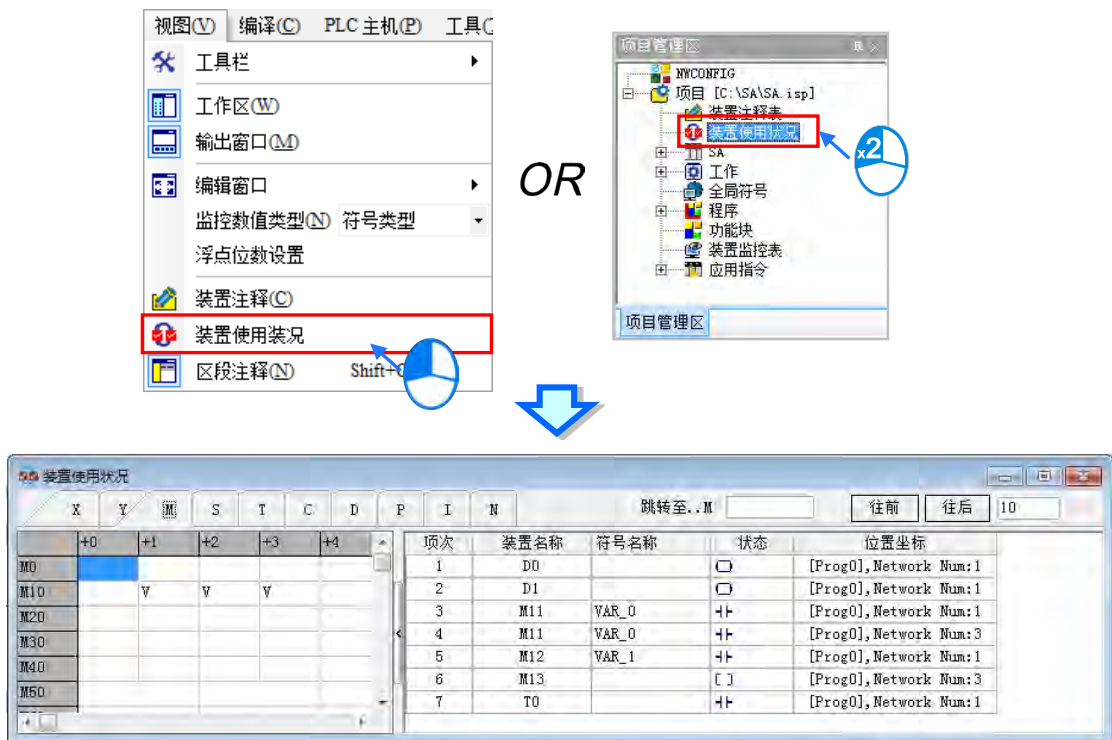 视图(V) 编译(C) PLC 主机(P) 工具(
工具栏
工作区(W)
输出窗口(M)
编辑窗口
监控数值类型(N) 符号类型
浮点位数设置
装置注释(C)
装置使用装况
区段注释(N) Shift+
OR
项目管理区
NWCONFIG
项目 [C:\SA\SA.isp]
装置注释表
装置使用状况
SA
工作
全局符号
程序
功能块
装置监控表
应用指令
项目管理区
x2
装置使用状况
X Y M S T C D P I N 跳转至..M 往前 往后 10
+0 +1 +2 +3 +4 项次 装置名称 符号名称 状态 位置坐标
M0 1 D0 [Prog0],Network Num:1
M10 V V V 2 D1 [Prog0],Network Num:1
M20 3 M11 VAR_0 [Prog0],Network Num:1
M30 4 M11 VAR_0 [Prog0],Network Num:3
M40 5 M12 VAR_1 [Prog0],Network Num:1
M50 6 M13 [Prog0],Network Num:3
7 T0 [Prog0],Network Num:1